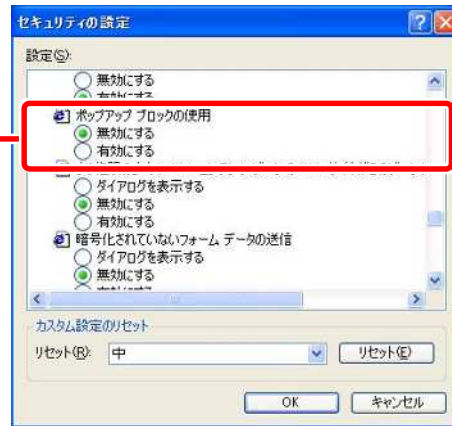 セキュリティの設定
設定(S):
無効にする
有効にする
ポップアップ ブロックの使用
無効にする
有効にする
ダイアログを表示する
無効にする
有効にする
暗号化されていないフォーム データの送信
ダイアログを表示する
無効にする
カスタム設定のリセット
リセット(R):
中
リセット(E)
OK
キャンセル